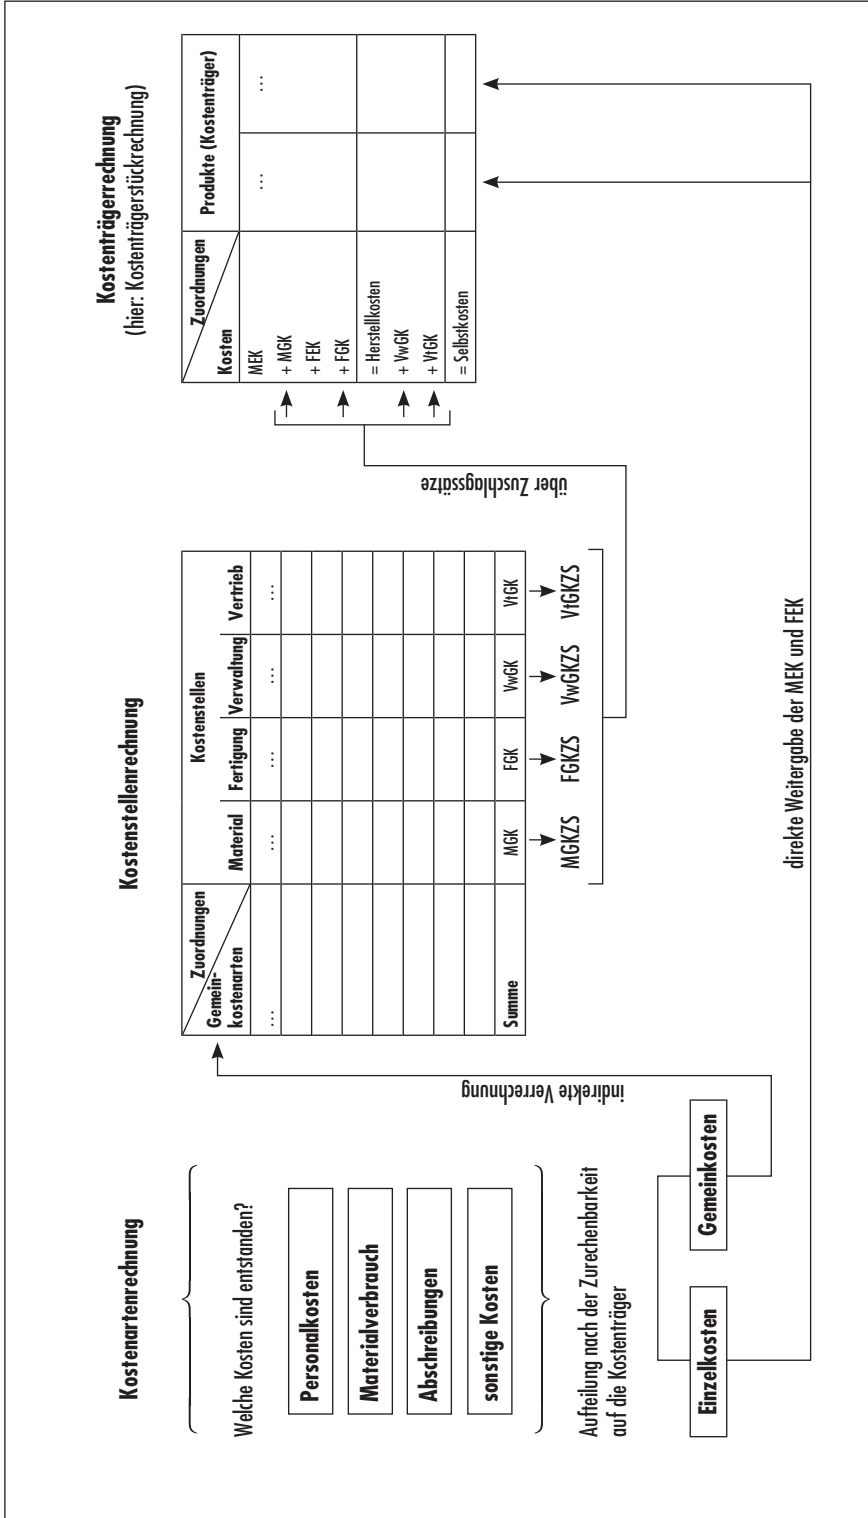 Kostenartenrechnung
Welche Kosten sind entstanden?
Personalkosten
Materialverbrauch
Abschreibungen
sonstige Kosten
Aufteilung nach der Zurechenbarkeit
auf die Kostenträger
Einzelkosten
Gemeinkosten
indirekte Verrechnung
Kostenstellenrechnung
Zuordnungen
Gemein-
kostenarten
Kostenstellen
Material Fertigung Verwaltung Vertrieb
... ... ... ... ...
Summe MGK FGK VwGK VtGK
MGKZS FGKZS VwGKZS VtGKZS
über Zuschlagssätze
direkte Weitergabe der MEK und FEK
Kostenträgerrechnung
(hier: Kostenträgerstückrechnung)
Zuordnungen
Kosten
Produkte (Kostenträger)
MEK ... ...
+ MGK
+ FEK
+ FGK
= Herstellkosten
+ VwGK
+ VtGK
= Selbstkosten